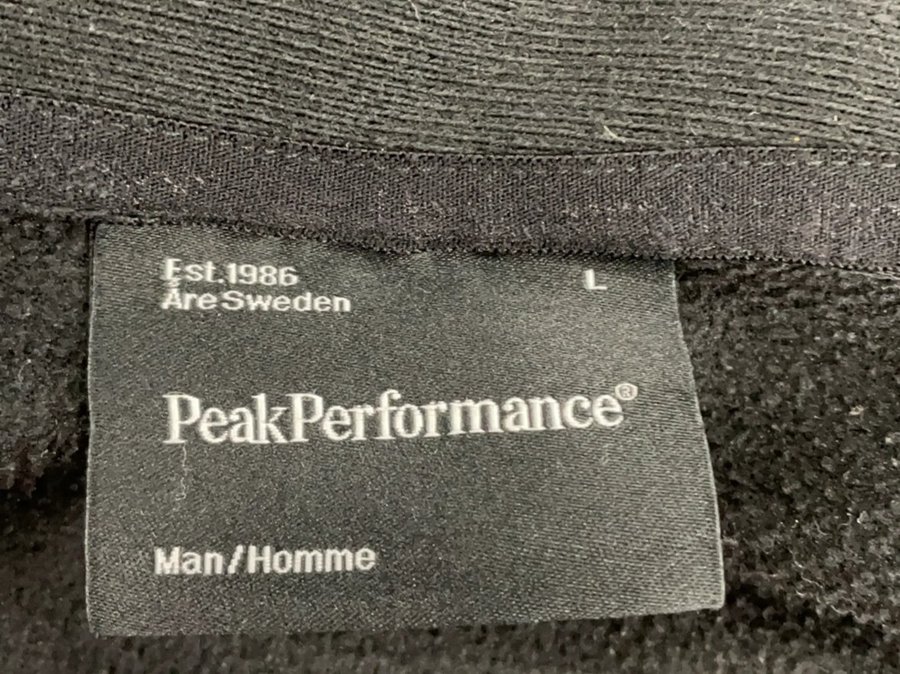 Est.1986 L
Åre Sweden
PeakPerformance®
Man/Homme